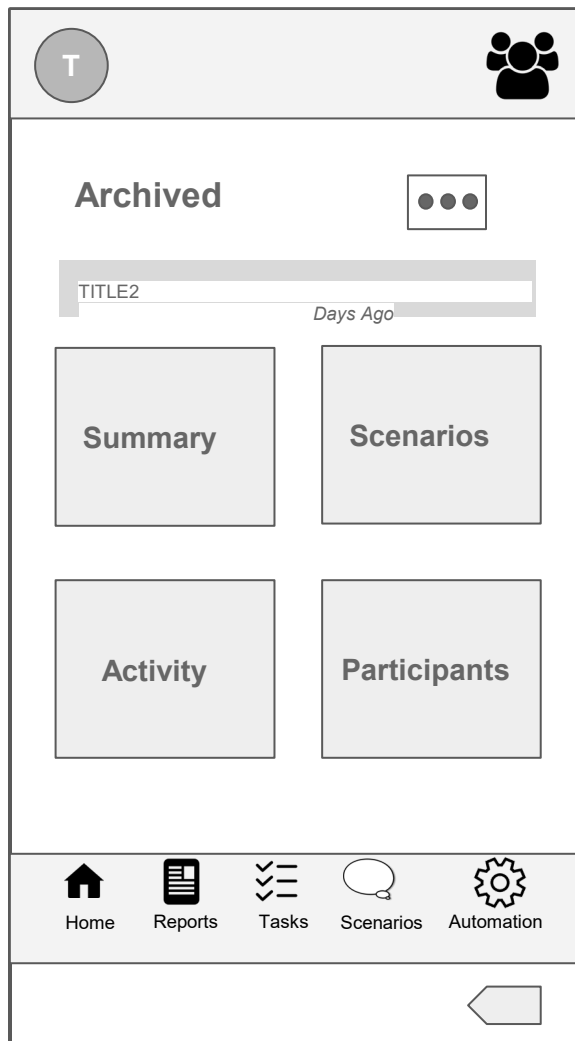 T
Archived
TITLE2
Days Ago
Summary
Scenarios
Activity
Participants
Home
Reports
Tasks
Scenarios
Automation